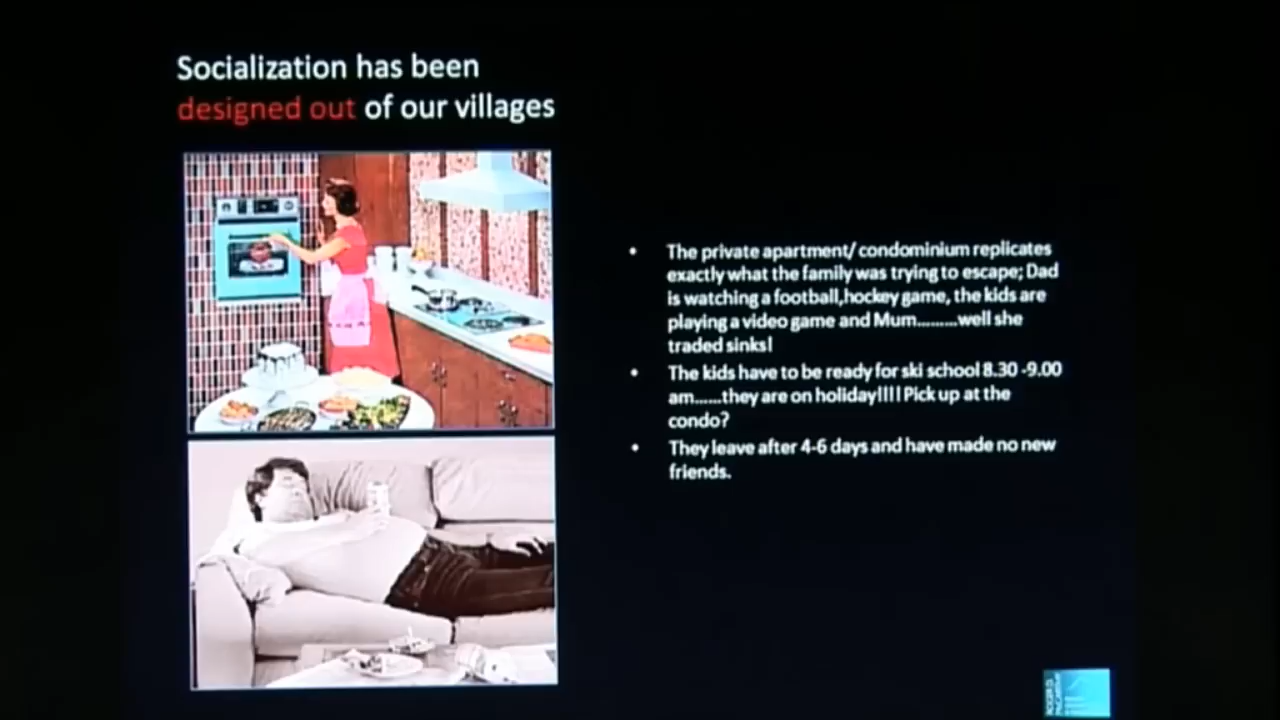 Socialization has been
designed out of our villages
• The private apartment/ condominium replicates
exactly what the family was trying to escape; Dad
is watching a football,hockey game, the kids are
playing a video game and Mum.........well she
traded sinks!
• The kids have to be ready for ski school 8.30 -9.00
am......they are on holiday!!!! Pick up at the
condo?
• They leave after 4-6 days and have made no new
friends.